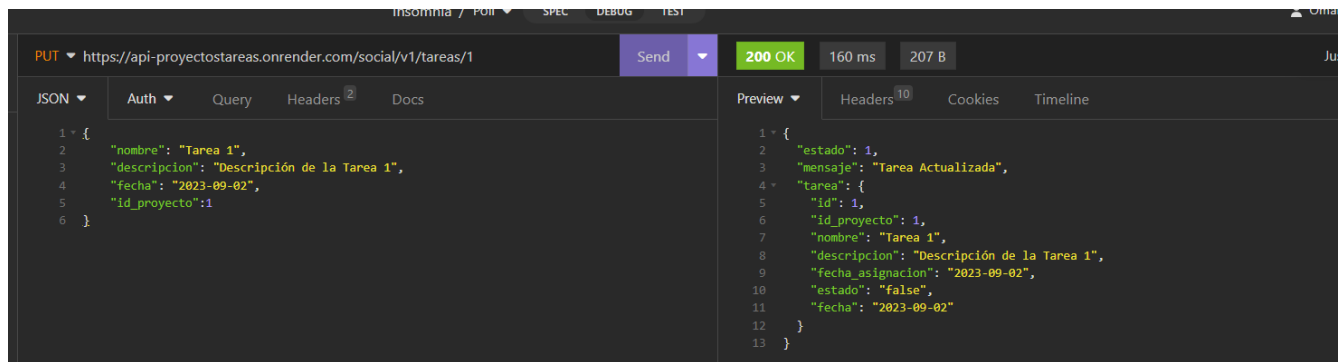 Insomnia / Poli SPEC DEBUG TEST
PUT https://api-proyectostareas.onrender.com/social/v1/tareas/1 Send 200 OK 160 ms 207 B
JSON Auth Query Headers 2 Docs Preview Headers 10 Cookies Timeline
1 {
2 "nombre": "Tarea 1",
3 "descripcion": "Descripción de la Tarea 1",
4 "fecha": "2023-09-02",
5 "id_proyecto":1
6 }
1 {
2 "estado": 1,
3 "mensaje": "Tarea Actualizada",
4 "tarea": {
5 "id": 1,
6 "id_proyecto": 1,
7 "nombre": "Tarea 1",
8 "descripcion": "Descripción de la Tarea 1",
9 "fecha_asignacion": "2023-09-02",
10 "estado": "false",
11 "fecha": "2023-09-02"
12 }
13 }